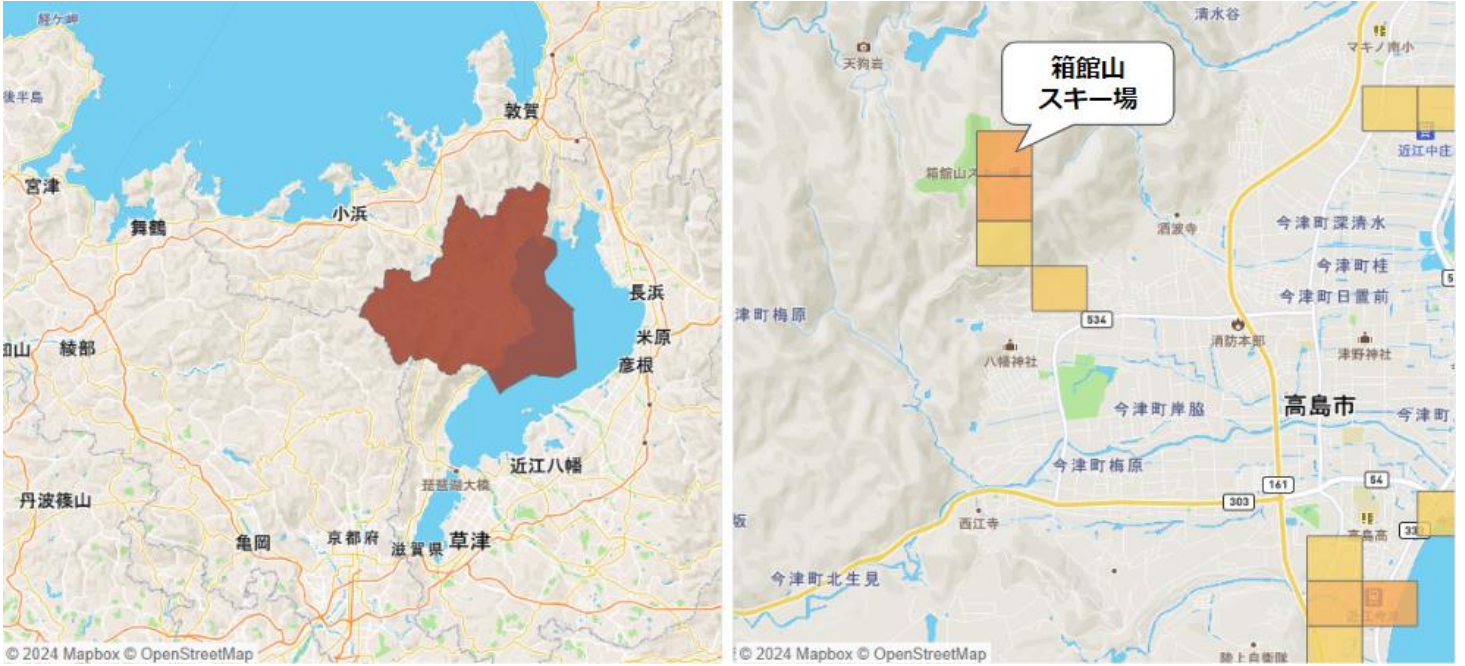 経ケ岬
後半島
敦賀
宮津
舞鶴
小浜
長浜
米原
彦根
綾部
近江八幡
琵琶湖大橋
丹波篠山
亀岡
京都府
滋賀県
草津
© 2024 Mapbox © OpenStreetMap
清水谷
マキノ南小
天狗岩
箱館山
スキー場
近江中庄
箱館山ス
酒波寺
今津町深清水
今津町桂
今津町日置前
津町梅原
534
消防本部
八幡神社
津野神社
高島市
今津町岸脇
今津町
今津町梅原
161
54
303
西江寺
高島高
33
今津町北生見
近江今津
陸上自衛隊
© 2024 Mapbox © OpenStreetMap